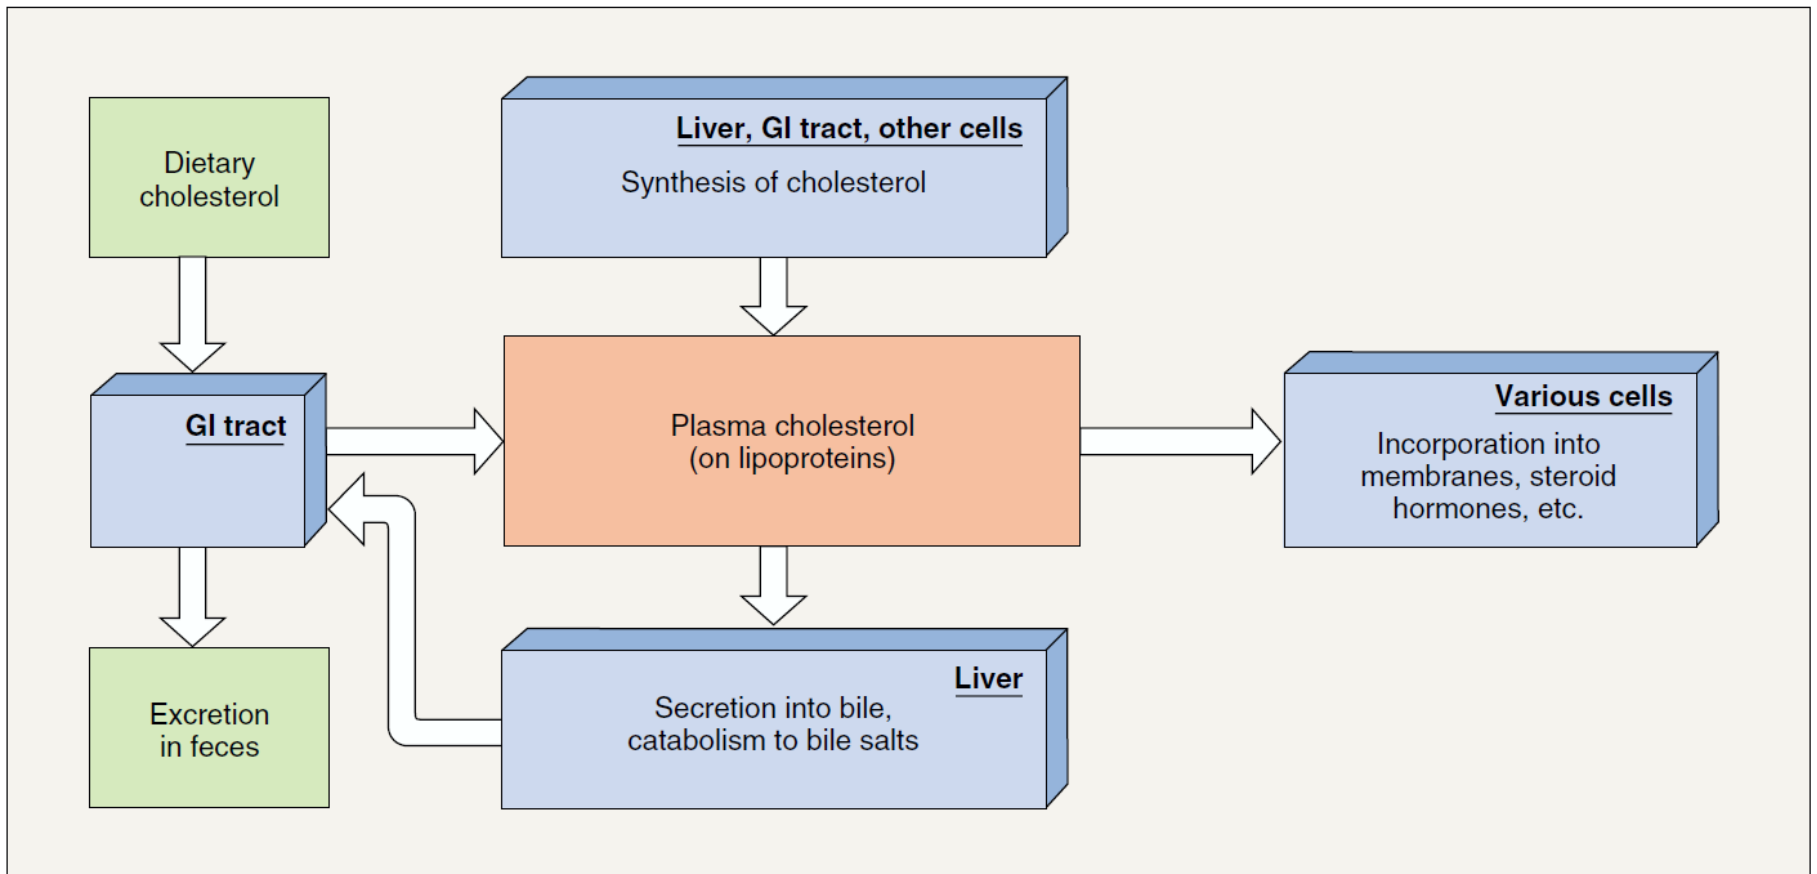 Dietary
cholesterol
Liver, GI tract, other cells
Synthesis of cholesterol
GI tract
Plasma cholesterol
(on lipoproteins)
Various cells
Incorporation into
membranes, steroid
hormones, etc.
Excretion
in feces
Liver
Secretion into bile,
catabolism to bile salts